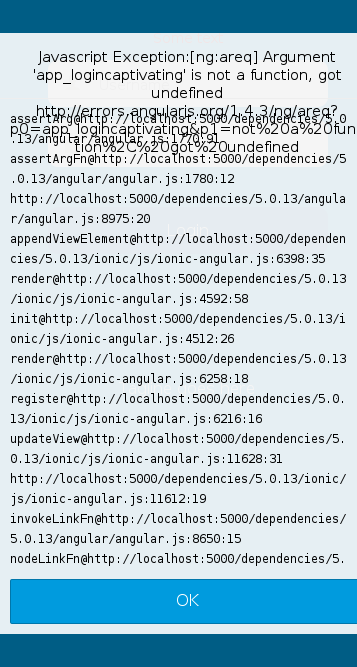 Javascript Exception:[ng:areq] Argument
'app_logincaptivating' is not a function, got
undefined
http://errors.angularjs.org/1.4.3/ng/areq?
p0=app_logincaptivating&p1=not%20a%20func
tion%2C%20got%20undefined
assertArg@http://localhost:5000/dependencies/5.0
.13/angular/angular.js:1770:91
assertArgFn@http://localhost:5000/dependencies/5
.0.13/angular/angular.js:1780:12
http://localhost:5000/dependencies/5.0.13/angula
r/angular.js:8975:20
appendViewElement@http://localhost:5000/dependen
cies/5.0.13/ionic/js/ionic-angular.js:6398:35
render@http://localhost:5000/dependencies/5.0.13
/ionic/js/ionic-angular.js:4592:58
init@http://localhost:5000/dependencies/5.0.13/i
onic/js/ionic-angular.js:4512:26
render@http://localhost:5000/dependencies/5.0.13
/ionic/js/ionic-angular.js:6258:18
register@http://localhost:5000/dependencies/5.0.
13/ionic/js/ionic-angular.js:6216:16
updateView@http://localhost:5000/dependencies/5.
0.13/ionic/js/ionic-angular.js:11628:31
http://localhost:5000/dependencies/5.0.13/ionic/
js/ionic-angular.js:11612:19
invokeLinkFn@http://localhost:5000/dependencies/
5.0.13/angular/angular.js:8650:15
nodeLinkFn@http://localhost:5000/dependencies/5.
OK